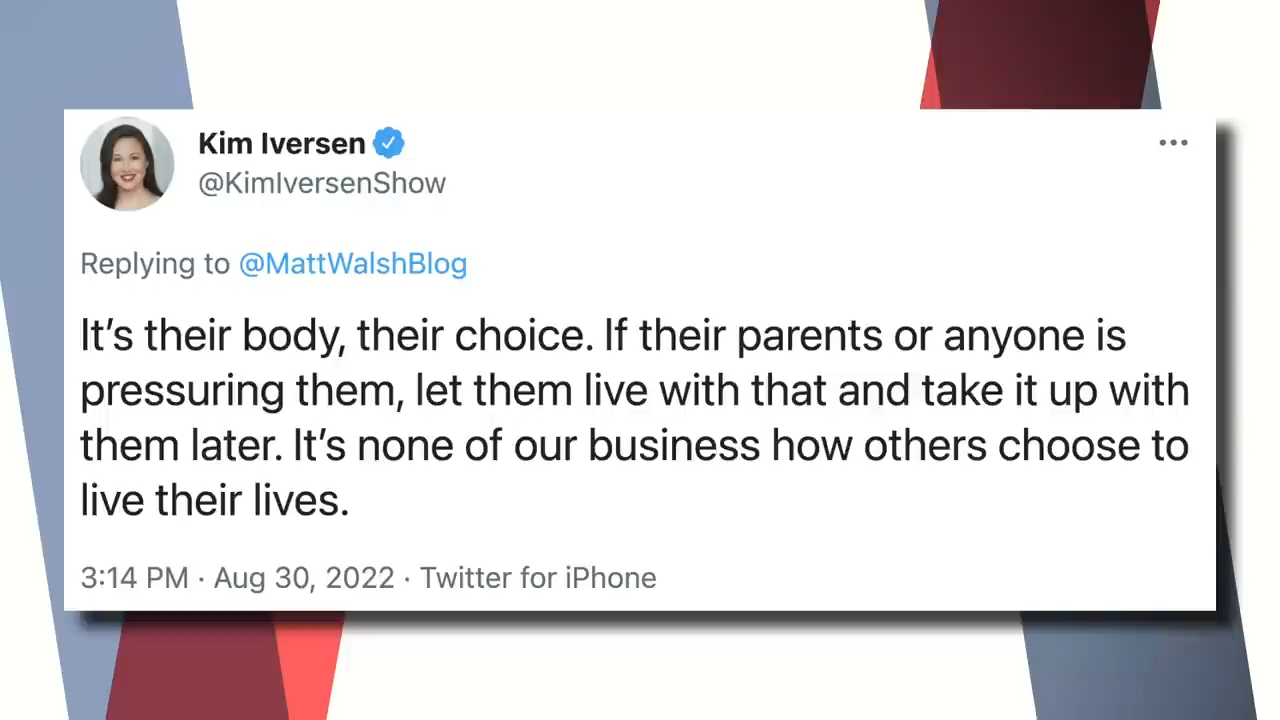 Kim Iversen
@KimIversenShow
Replying to @MattWalshBlog
It’s their body, their choice. If their parents or anyone is
pressuring them, let them live with that and take it up with
them later. It’s none of our business how others choose to
live their lives.
3:14 PM · Aug 30, 2022 · Twitter for iPhone